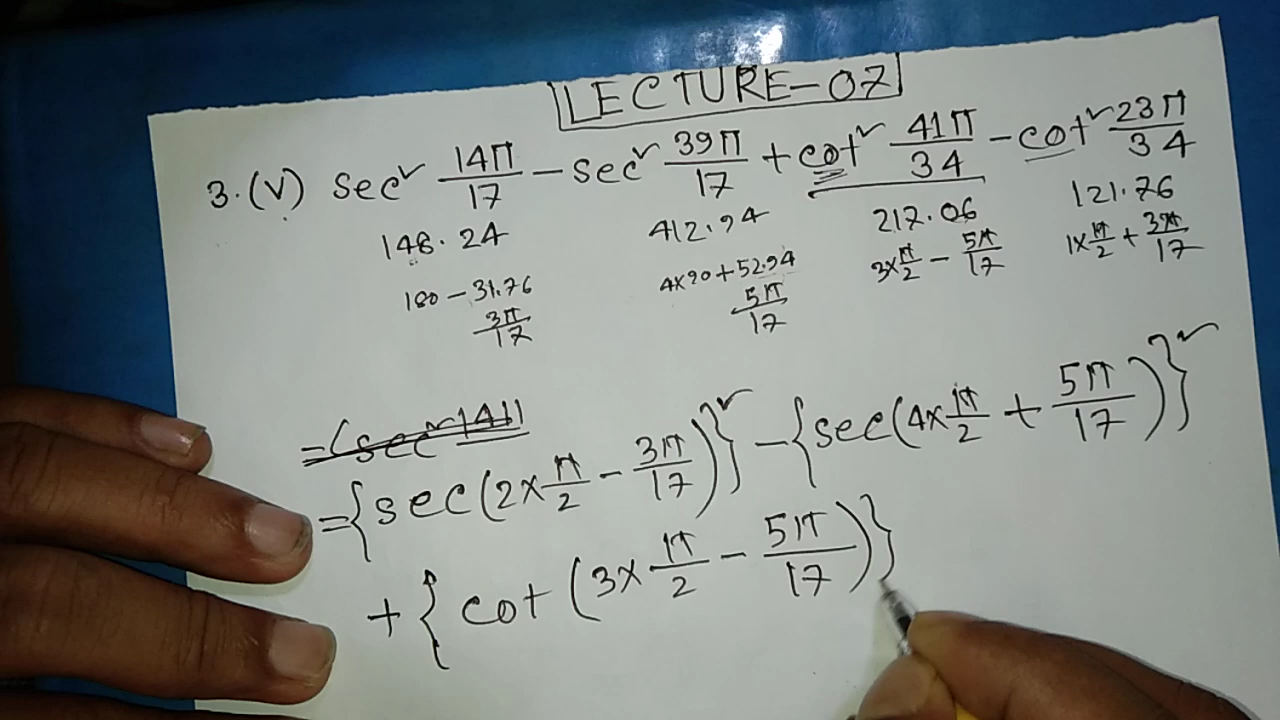 LECTURE-07
3.(V) sec² 14π/17 - sec² 39π/17 + cot² 41π/34 - cot² 23π/34
148.24 412.94 217.06 121.76
180 - 31.76 4×90+52.94 3×π/2 - 5π/17 1×π/2 + 3π/17
3π/17 5π/17
={sec(2×π/2 - 3π/17)}² - {sec(4×π/2 + 5π/17)}²
+ { cot (3×π/2 - 5π/17)}